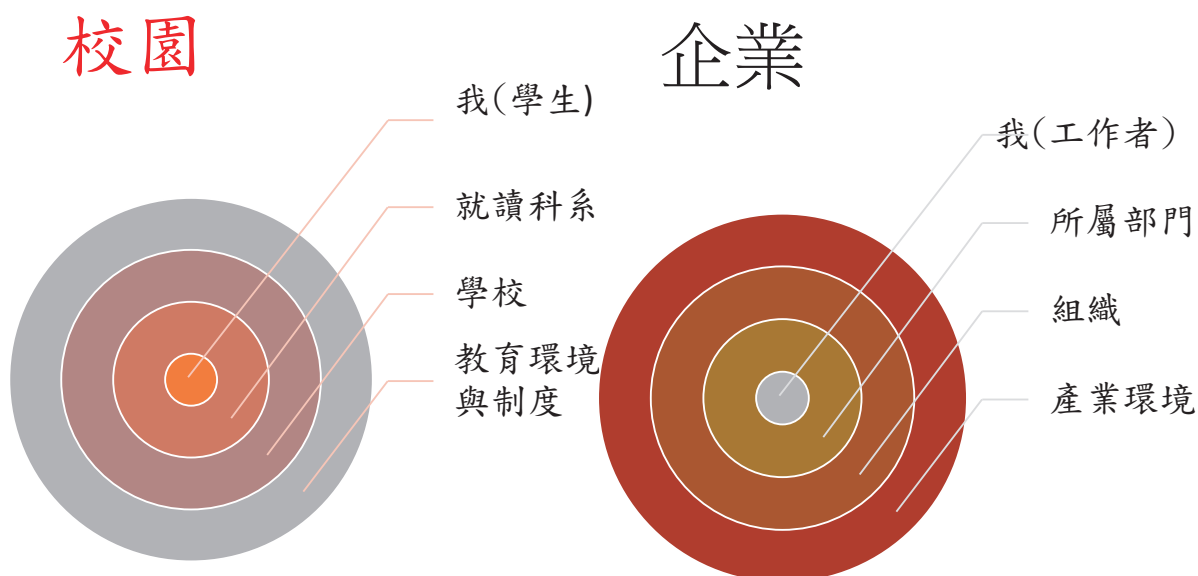 校園
我(學生)
就讀科系
學校
教育環境
與制度
企業
我(工作者)
所屬部門
組織
產業環境